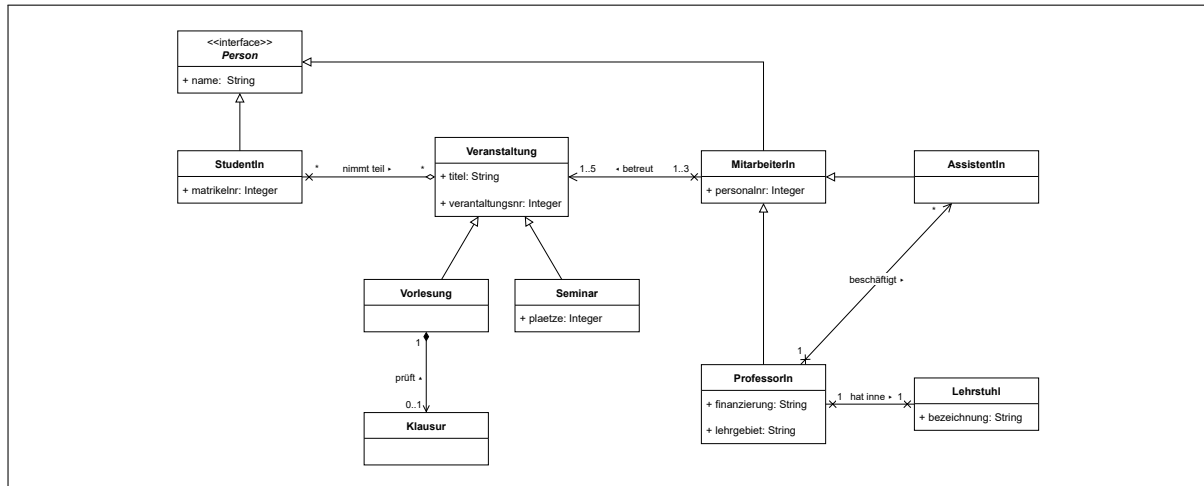 <<interface>>
Person
+ name: String
StudentIn
+ matrikelnr: Integer
* nimmt teil ▸ *
Veranstaltung
+ titel: String
+ verantaltungsnr: Integer
1..5 ◂ betreut 1..3
MitarbeiterIn
+ personalnr: Integer
AssistentIn
*
beschäftigt ▸
1
Vorlesung
Seminar
+ plaetze: Integer
1
prüft ▴
0..1
Klausur
ProfessorIn
+ finanzierung: String
+ lehrgebiet: String
1 hat inne ▸ 1
Lehrstuhl
+ bezeichnung: String